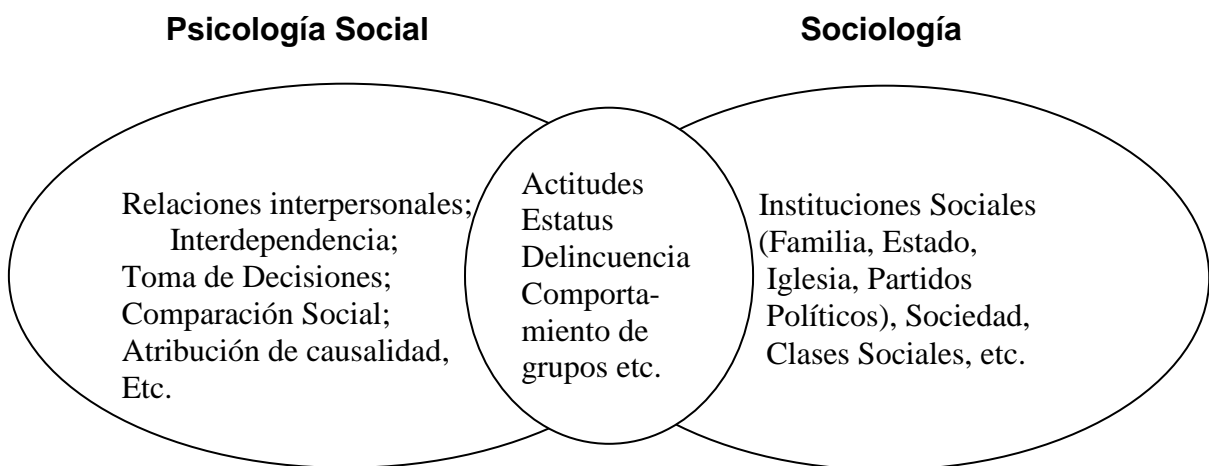 Psicología Social
Sociología
Relaciones interpersonales;
Interdependencia;
Toma de Decisiones;
Comparación Social;
Atribución de causalidad,
Etc.
Actitudes
Estatus
Delincuencia
Comporta-
miento de
grupos etc.
Instituciones Sociales
(Familia, Estado,
Iglesia, Partidos
Políticos), Sociedad,
Clases Sociales, etc.